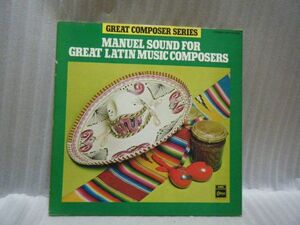 GREAT COMPOSER SERIES
MANUEL SOUND FOR
GREAT LATIN MUSIC COMPOSERS